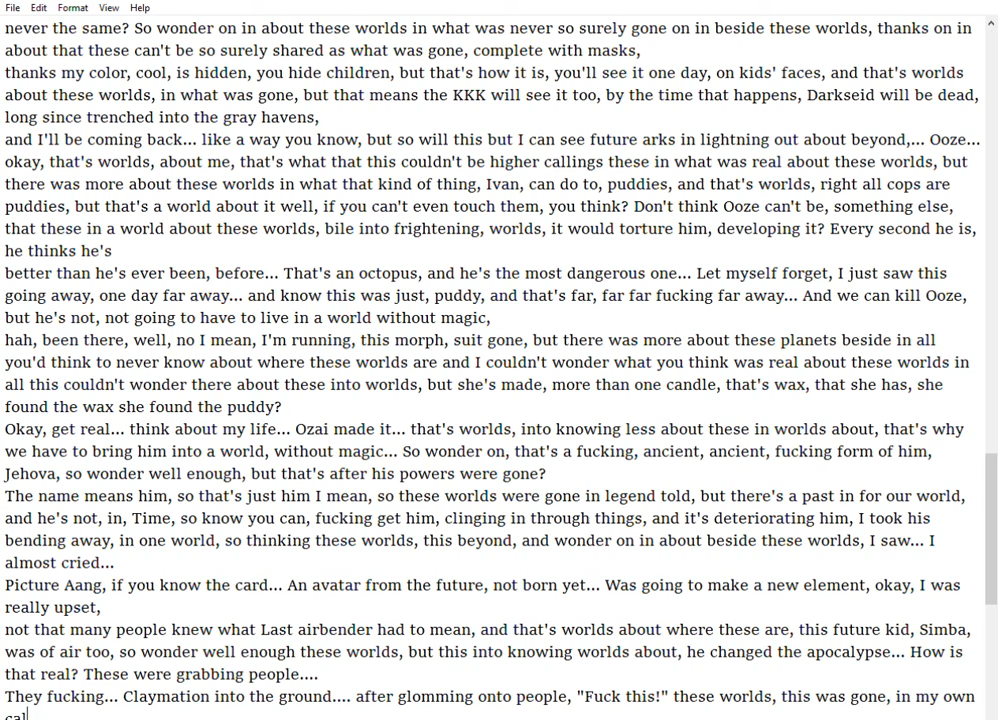 File Edit Format View Help
never the same? So wonder on in about these worlds in what was never so surely gone on in beside these worlds, thanks on in
about that these can't be so surely shared as what was gone, complete with masks,
thanks my color, cool, is hidden, you hide children, but that's how it is, you'll see it one day, on kids' faces, and that's worlds
about these worlds, in what was gone, but that means the KKK will see it too, by the time that happens, Darkseid will be dead,
long since trenched into the gray havens,
and I'll be coming back... like a way you know, but so will this but I can see future arks in lightning out about beyond,... Ooze...
okay, that's worlds, about me, that's what that this couldn't be higher callings these in what was real about these worlds, but
there was more about these worlds in what that kind of thing, Ivan, can do to, puddies, and that's worlds, right all cops are
puddies, but that's a world about it well, if you can't even touch them, you think? Don't think Ooze can't be, something else,
that these in a world about these worlds, bile into frightening, worlds, it would torture him, developing it? Every second he is,
he thinks he's
better than he's ever been, before... That's an octopus, and he's the most dangerous one... Let myself forget, I just saw this
going away, one day far away... and know this was just, puddy, and that's far, far far fucking far away... And we can kill Ooze,
but he's not, not going to have to live in a world without magic,
hah, been there, well, no I mean, I'm running, this morph, suit gone, but there was more about these planets beside in all
you'd think to never know about where these worlds are and I couldn't wonder what you think was real about these worlds in
all this couldn't wonder there about these into worlds, but she's made, more than one candle, that's wax, that she has, she
found the wax she found the puddy?
Okay, get real... think about my life... Ozai made it... that's worlds, into knowing less about these in worlds about, that's why
we have to bring him into a world, without magic... So wonder on, that's a fucking, ancient, ancient, fucking form of him,
Jehova, so wonder well enough, but that's after his powers were gone?
The name means him, so that's just him I mean, so these worlds were gone in legend told, but there's a past in for our world,
and he's not, in, Time, so know you can, fucking get him, clinging in through things, and it's deteriorating him, I took his
bending away, in one world, so thinking these worlds, this beyond, and wonder on in about beside these worlds, I saw... I
almost cried...
Picture Aang, if you know the card... An avatar from the future, not born yet... Was going to make a new element, okay, I was
really upset,
not that many people knew what Last airbender had to mean, and that's worlds about where these are, this future kid, Simba,
was of air too, so wonder well enough these worlds, but this into knowing worlds about, he changed the apocalypse... How is
that real? These were grabbing people....
They fucking... Claymation into the ground.... after glomming onto people, "Fuck this!" these worlds, this was gone, in my own
cal